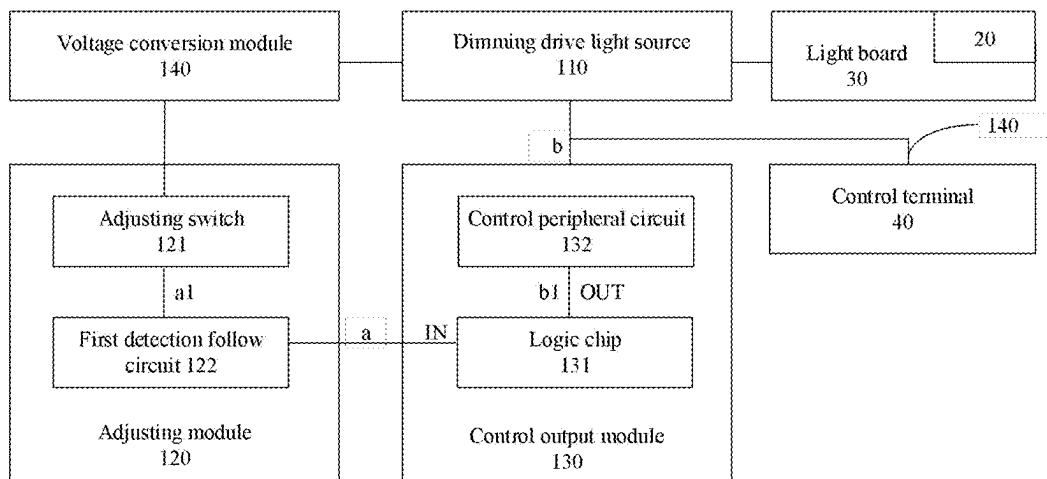 Voltage conversion module
140
Dimming drive light source
110
20
Light board
30
b
140
Adjusting switch
121
Control peripheral circuit
132
Control terminal
40
a1
b1 OUT
First detection follow
circuit 122
a
IN
Logic chip
131
Adjusting module
120
Control output module
130